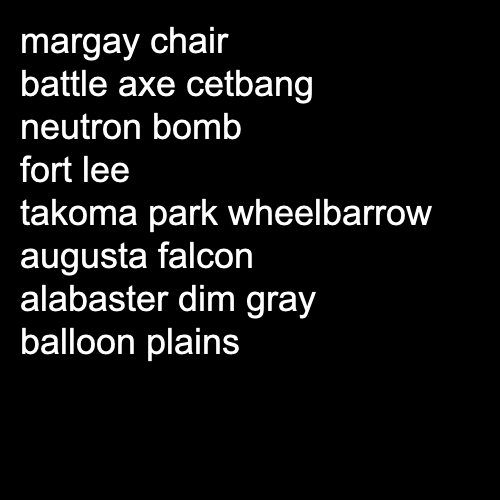 margay chair
battle axe cetbang
neutron bomb
fort lee
takoma park wheelbarrow
augusta falcon
alabaster dim gray
balloon plains